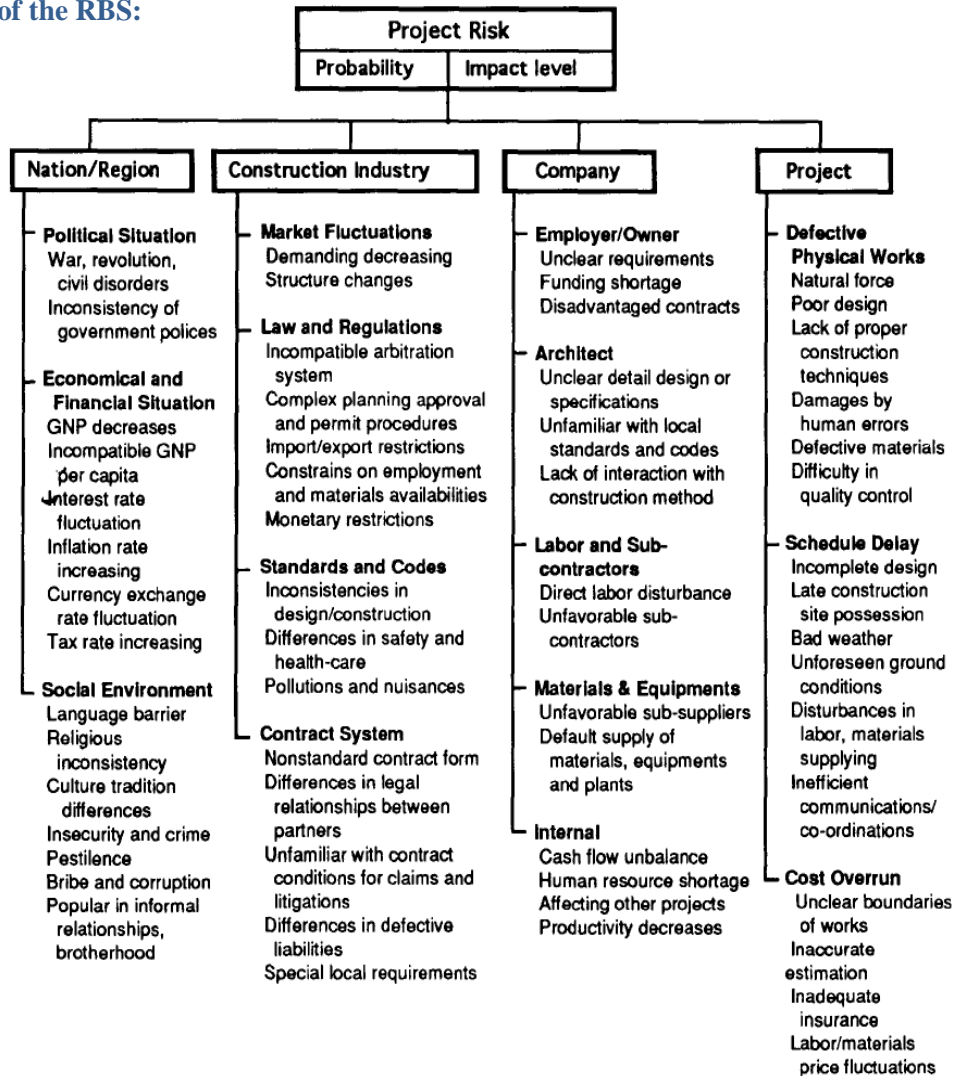 of the RBS:
Project Risk
Probability
Impact level
Nation/Region
Political Situation
War, revolution,
civil disorders
Inconsistency of
government polices
Economical and
Financial Situation
GNP decreases
Incompatible GNP
per capita
Interest rate
fluctuation
Inflation rate
increasing
Currency exchange
rate fluctuation
Tax rate increasing
Social Environment
Language barrier
Religious
inconsistency
Culture tradition
differences
Insecurity and crime
Pestilence
Bribe and corruption
Popular in informal
relationships,
brotherhood
Construction Industry
Market Fluctuations
Demanding decreasing
Structure changes
Law and Regulations
Incompatible arbitration
system
Complex planning approval
and permit procedures
Import/export restrictions
Constrains on employment
and materials availabilities
Monetary restrictions
Standards and Codes
Inconsistencies in
design/construction
Differences in safety and
health-care
Pollutions and nuisances
Contract System
Nonstandard contract form
Differences in legal
relationships between
partners
Unfamiliar with contract
conditions for claims and
litigations
Differences in defective
liabilities
Special local requirements
Company
Employer/Owner
Unclear requirements
Funding shortage
Disadvantaged contracts
Architect
Unclear detail design or
specifications
Unfamiliar with local
standards and codes
Lack of interaction with
construction method
Labor and Sub-
contractors
Direct labor disturbance
Unfavorable sub-
contractors
Materials & Equipments
Unfavorable sub-suppliers
Default supply of
materials, equipments
and plants
Internal
Cash flow unbalance
Human resource shortage
Affecting other projects
Productivity decreases
Project
Defective
Physical Works
Natural force
Poor design
Lack of proper
construction
techniques
Damages by
human errors
Defective materials
Difficulty in
quality control
Schedule Delay
Incomplete design
Late construction
site possession
Bad weather
Unforeseen ground
conditions
Disturbances in
labor, materials
supplying
Inefficient
communications/
co-ordinations
Cost Overrun
Unclear boundaries
of works
Inaccurate
estimation
Inadequate
insurance
Labor/materials
price fluctuations